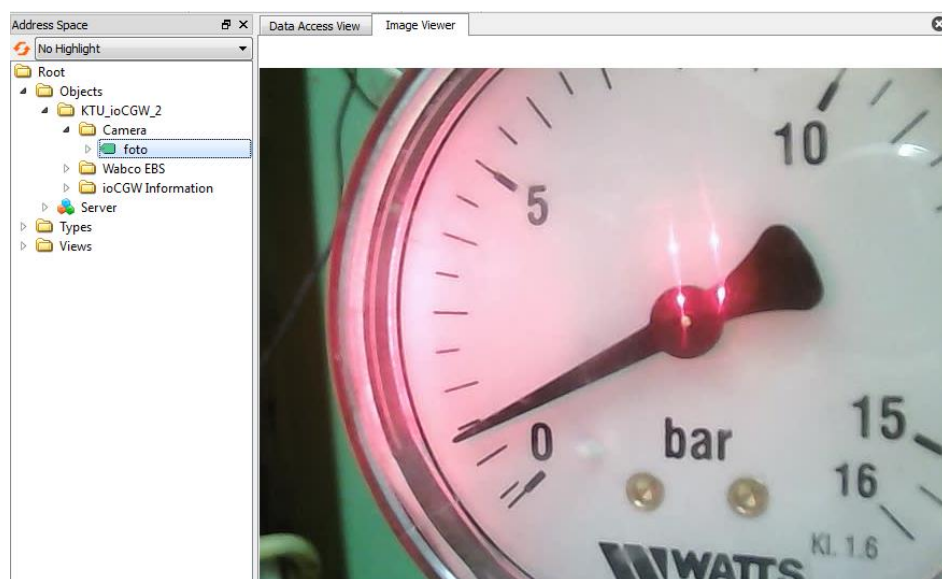 Address Space
No Highlight
Root
Objects
KTU_ioCGW_2
Camera
foto
Wabco EBS
ioCGW Information
Server
Types
Views
Data Access View
Image Viewer
10
5
0
bar
15
16
Kl. 1.6
WATTS